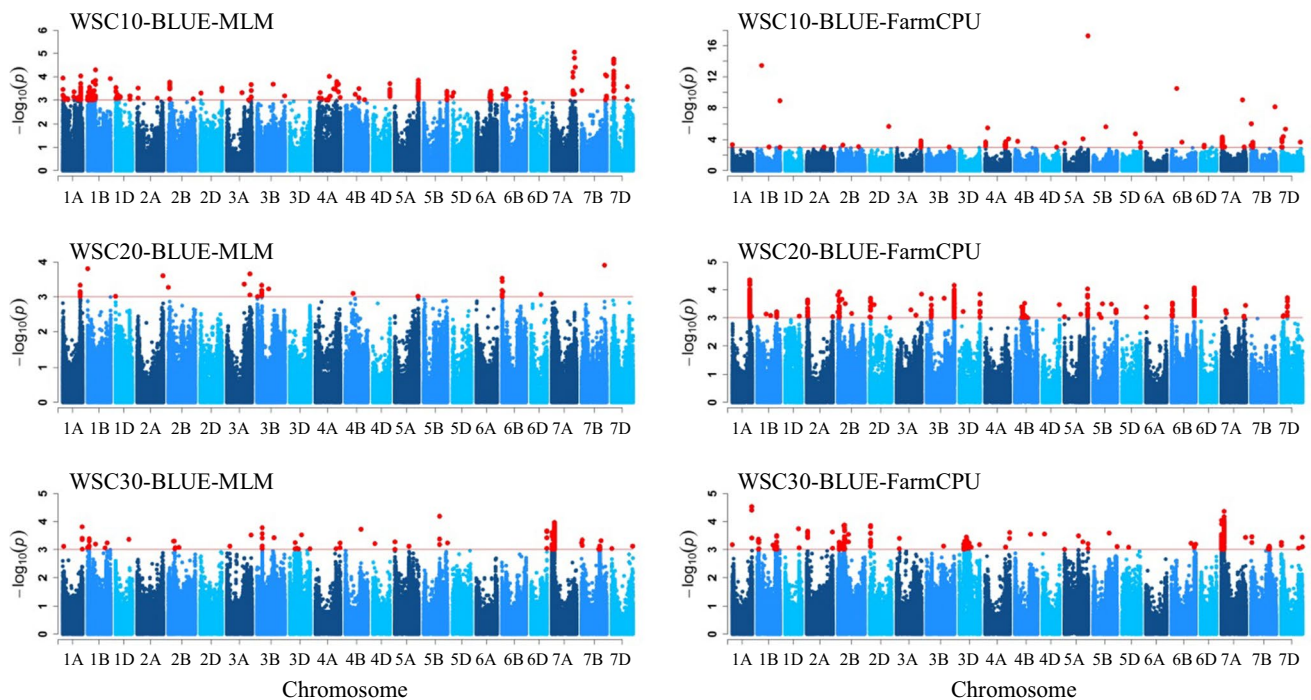 WSC10-BLUE-MLM
−log10(p)
6
5
4
3
2
1
0
1A 1B 1D 2A 2B 2D 3A 3B 3D 4A 4B 4D 5A 5B 5D 6A 6B 6D 7A 7B 7D
WSC10-BLUE-FarmCPU
−log10(p)
16
12
8
4
0
1A 1B 1D 2A 2B 2D 3A 3B 3D 4A 4B 4D 5A 5B 5D 6A 6B 6D 7A 7B 7D
WSC20-BLUE-MLM
−log10(p)
4
3
2
1
0
1A 1B 1D 2A 2B 2D 3A 3B 3D 4A 4B 4D 5A 5B 5D 6A 6B 6D 7A 7B 7D
WSC20-BLUE-FarmCPU
−log10(p)
5
4
3
2
1
0
1A 1B 1D 2A 2B 2D 3A 3B 3D 4A 4B 4D 5A 5B 5D 6A 6B 6D 7A 7B 7D
WSC30-BLUE-MLM
−log10(p)
5
4
3
2
1
0
1A 1B 1D 2A 2B 2D 3A 3B 3D 4A 4B 4D 5A 5B 5D 6A 6B 6D 7A 7B 7D
Chromosome
WSC30-BLUE-FarmCPU
−log10(p)
5
4
3
2
1
0
1A 1B 1D 2A 2B 2D 3A 3B 3D 4A 4B 4D 5A 5B 5D 6A 6B 6D 7A 7B 7D
Chromosome